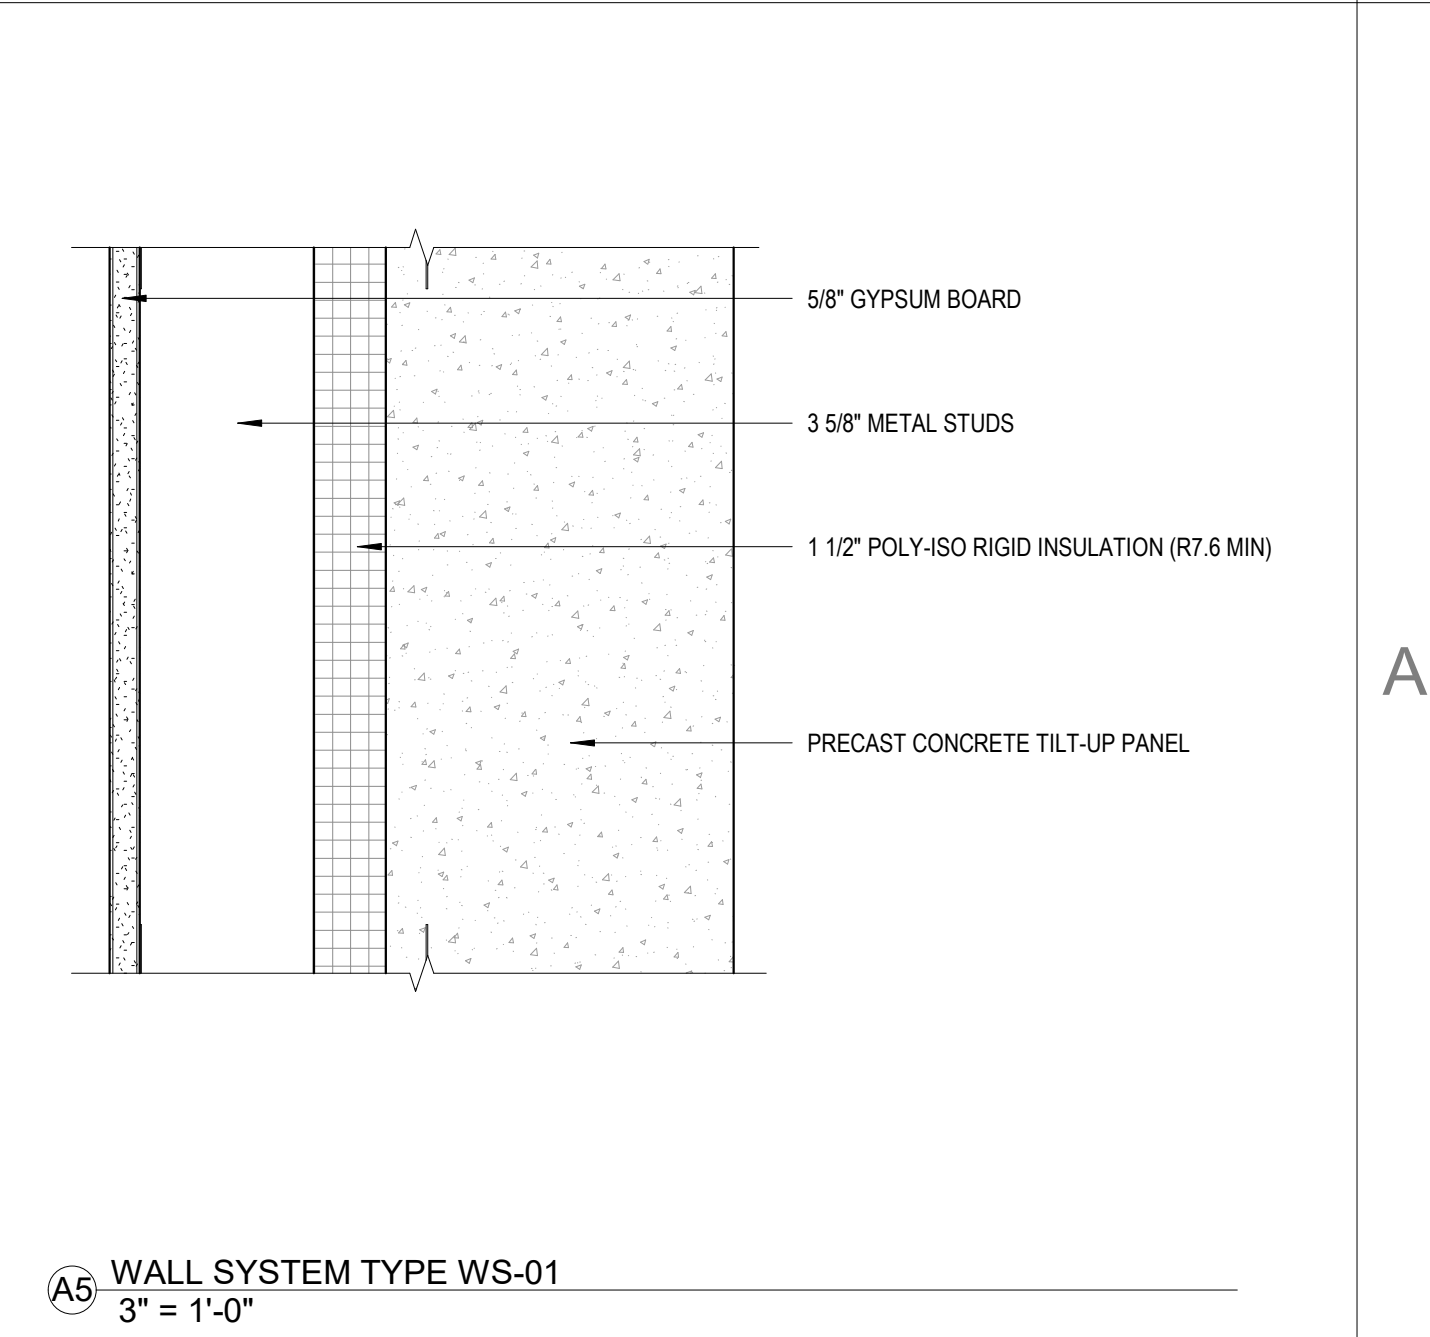 5/8" GYPSUM BOARD
3 5/8" METAL STUDS
1 1/2" POLY-ISO RIGID INSULATION (R7.6 MIN)
A
PRECAST CONCRETE TILT-UP PANEL
A5 WALL SYSTEM TYPE WS-01
3" = 1'-0"